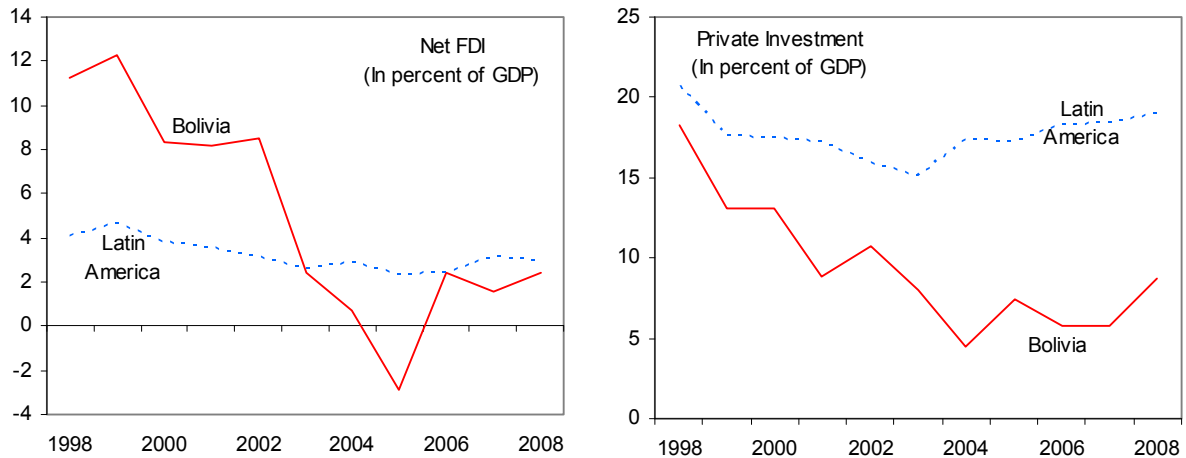 Net FDI
(In percent of GDP)
14
12
10
8
6
4
2
0
-2
-4
Bolivia
Latin
America
1998 2000 2002 2004 2006 2008
Private Investment
(In percent of GDP)
25
20
15
10
5
0
Latin
America
Bolivia
1998 2000 2002 2004 2006 2008